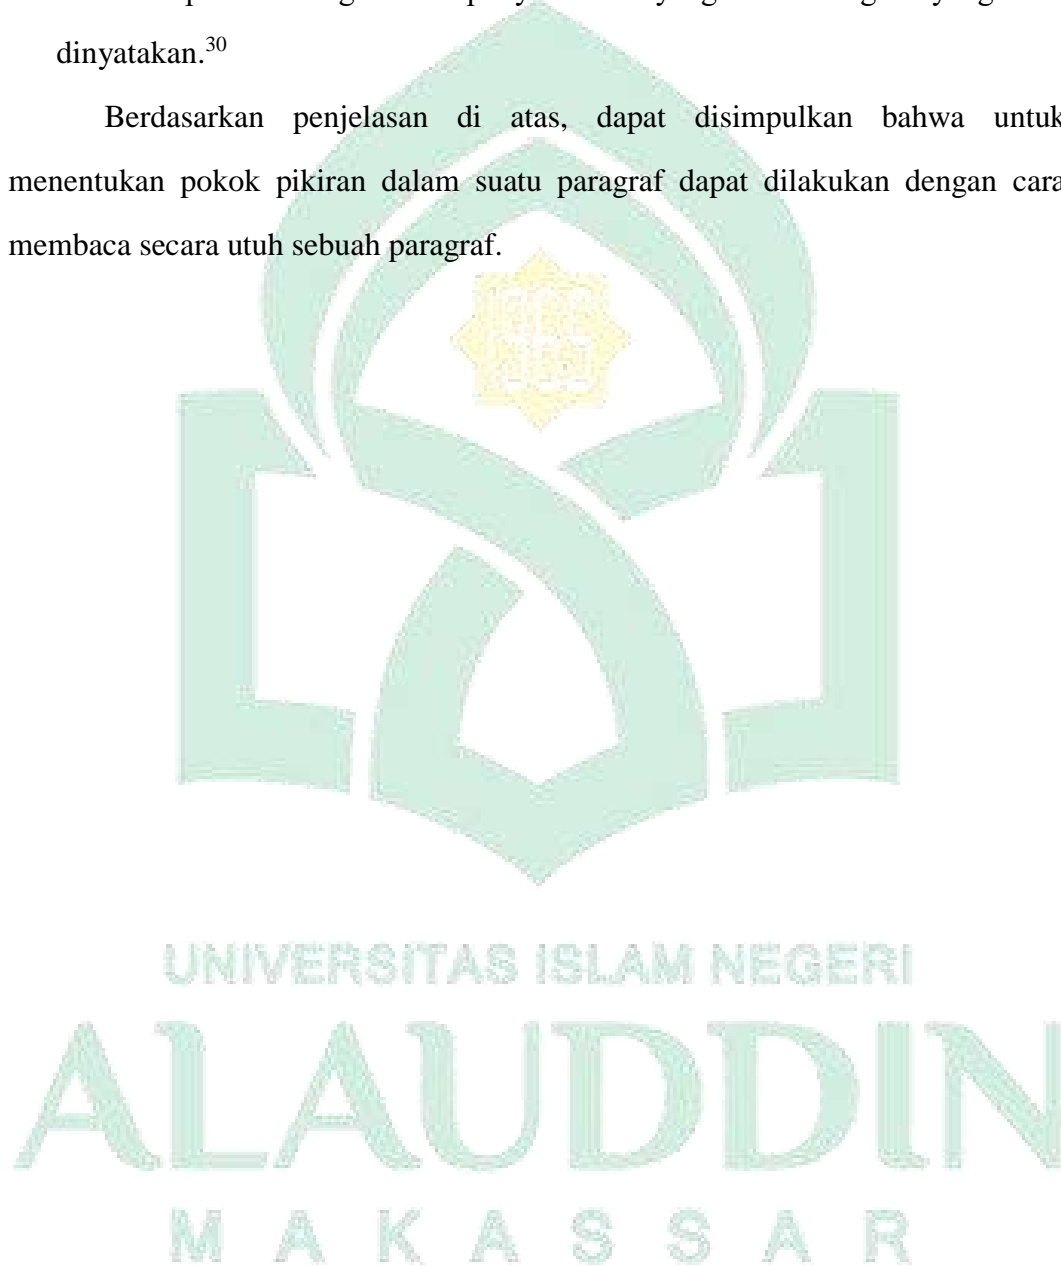 dinyatakan.30
Berdasarkan penjelasan di atas, dapat disimpulkan bahwa untuk
menentukan pokok pikiran dalam suatu paragraf dapat dilakukan dengan cara
membaca secara utuh sebuah paragraf.
UNIVERSITAS ISLAM NEGERI
ALAUDDIN
MAKASSAR